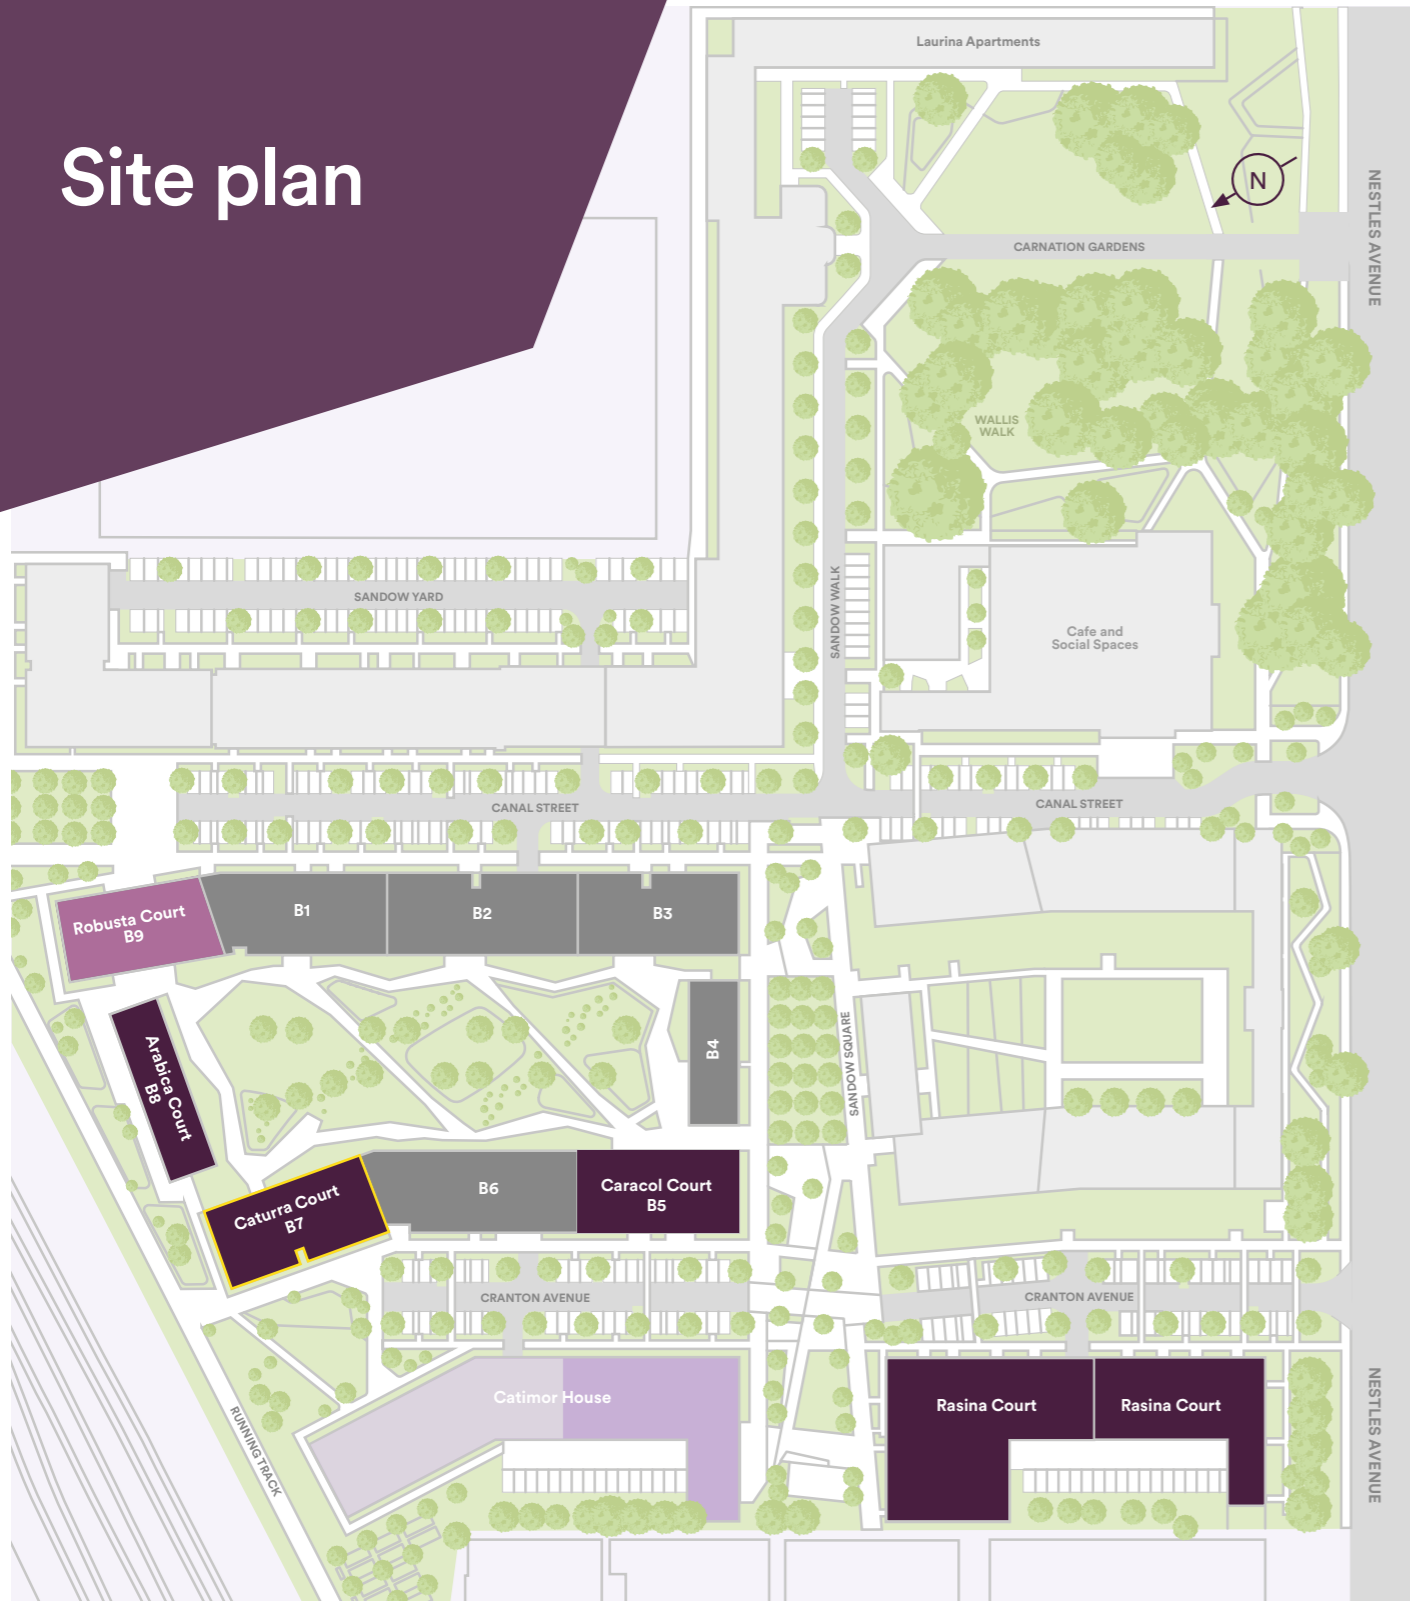 Site plan
Laurina Apartments
N
NESTLES AVENUE
CARNATION GARDENS
WALLIS
WALK
SANDOW YARD
SANDOW WALK
Cafe and
Social Spaces
CANAL STREET
CANAL STREET
Robusta Court
B9
B1
B2
B3
Arabica Court
B8
B4
SANDOW SQUARE
Caturra Court
B7
B6
Caracol Court
B5
CRANTON AVENUE
CRANTON AVENUE
Catimor House
Rasina Court
Rasina Court
RUNNING TRACK
NESTLES AVENUE